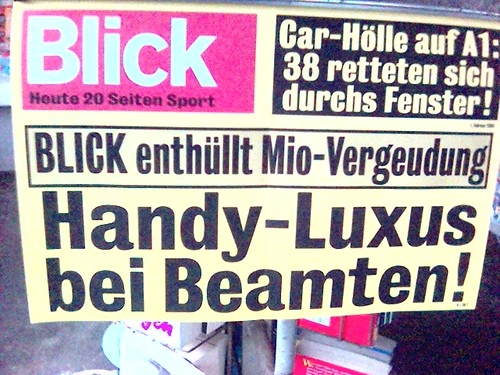 Blick
Heute 20 Seiten Sport
Car-Hölle auf A1:
38 retteten sich
durchs Fenster!
BLICK enthüllt Mio-Vergeudung
Handy-Luxus
bei Beamten!